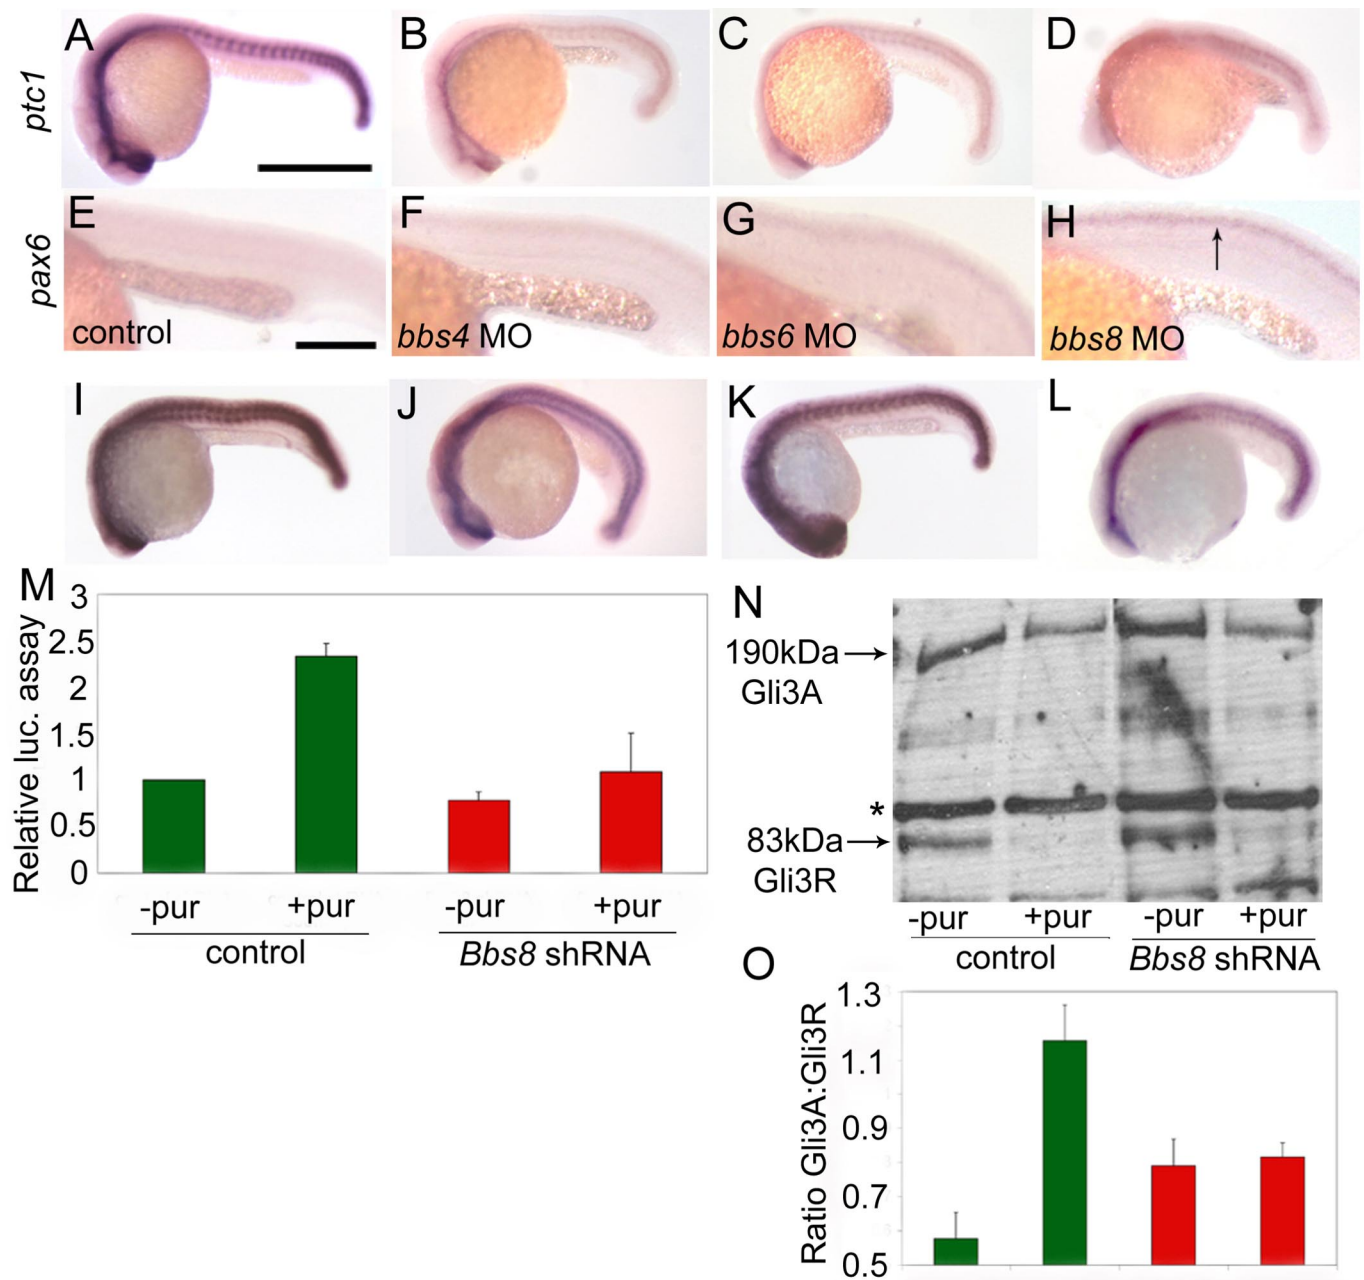 A
B
C
D
ptc1
E
F
G
H
pax6
control
bbs4 MO
bbs6 MO
bbs8 MO
I
J
K
L
M
Relative luc. assay
3
2.5
2
1.5
1
0.5
0
-pur
+pur
-pur
+pur
control
Bbs8 shRNA
N
190kDa
Gli3A
*
83kDa
Gli3R
-pur
+pur
-pur
+pur
control
Bbs8 shRNA
O
Ratio Gli3A:Gli3R
1.3
1.1
0.9
0.7
0.5